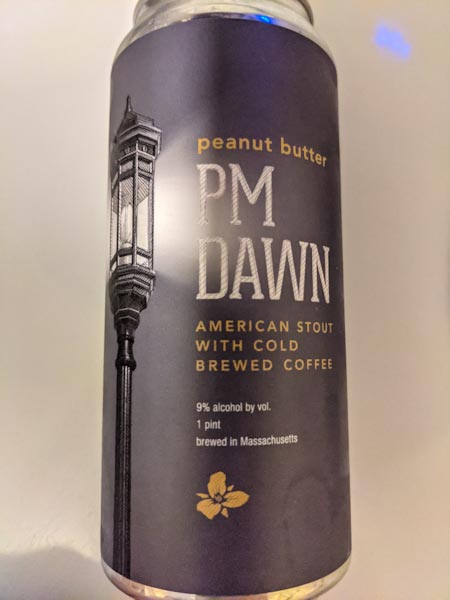 peanut butter
PM
DAWN
AMERICAN STOUT
WITH COLD
BREWED COFFEE
9% alcohol by vol.
1 pint
brewed in Massachusetts